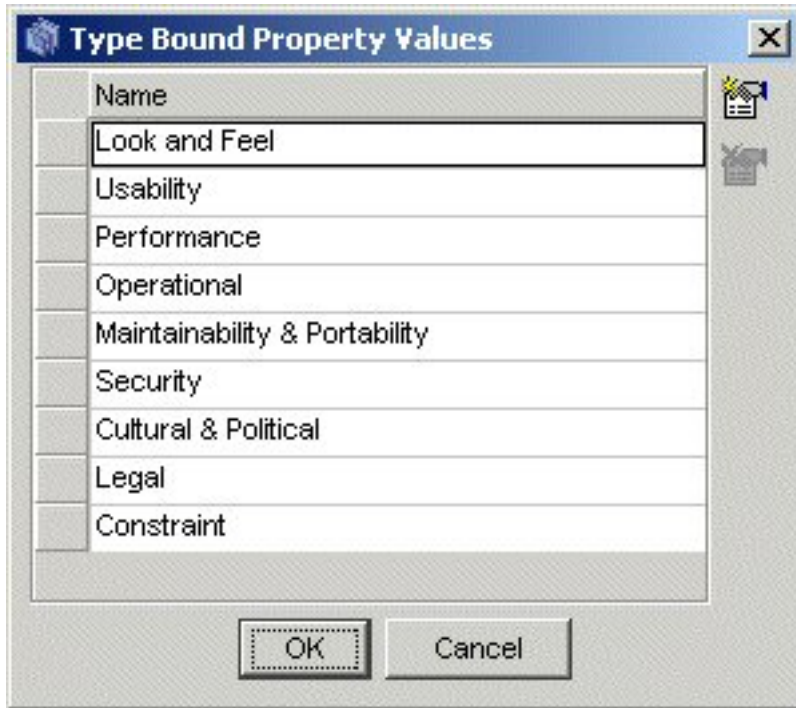 Type Bound Property Values
Name
Look and Feel
Usability
Performance
Operational
Maintainability & Portability
Security
Cultural & Political
Legal
Constraint
OK
Cancel